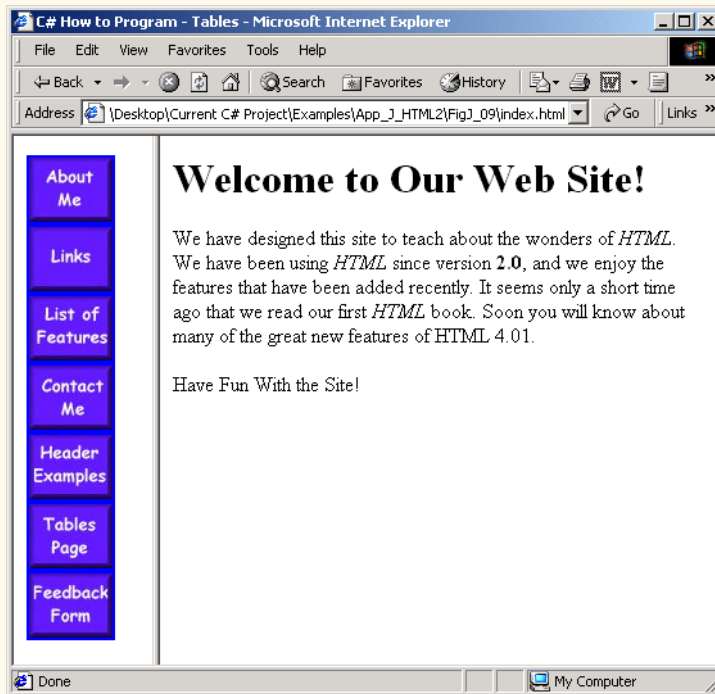 C# How to Program - Tables - Microsoft Internet Explorer
File Edit View Favorites Tools Help
Back Search Favorites History »
Address \Desktop\Current C# Project\Examples\App_J_HTML2\FigJ_09\index.html Go Links »
About
Me
Links
List of
Features
Contact
Me
Header
Examples
Tables
Page
Feedback
Form
Welcome to Our Web Site!
We have designed this site to teach about the wonders of HTML.
We have been using HTML since version 2.0, and we enjoy the
features that have been added recently. It seems only a short time
ago that we read our first HTML book. Soon you will know about
many of the great new features of HTML 4.01.
Have Fun With the Site!
Done My Computer